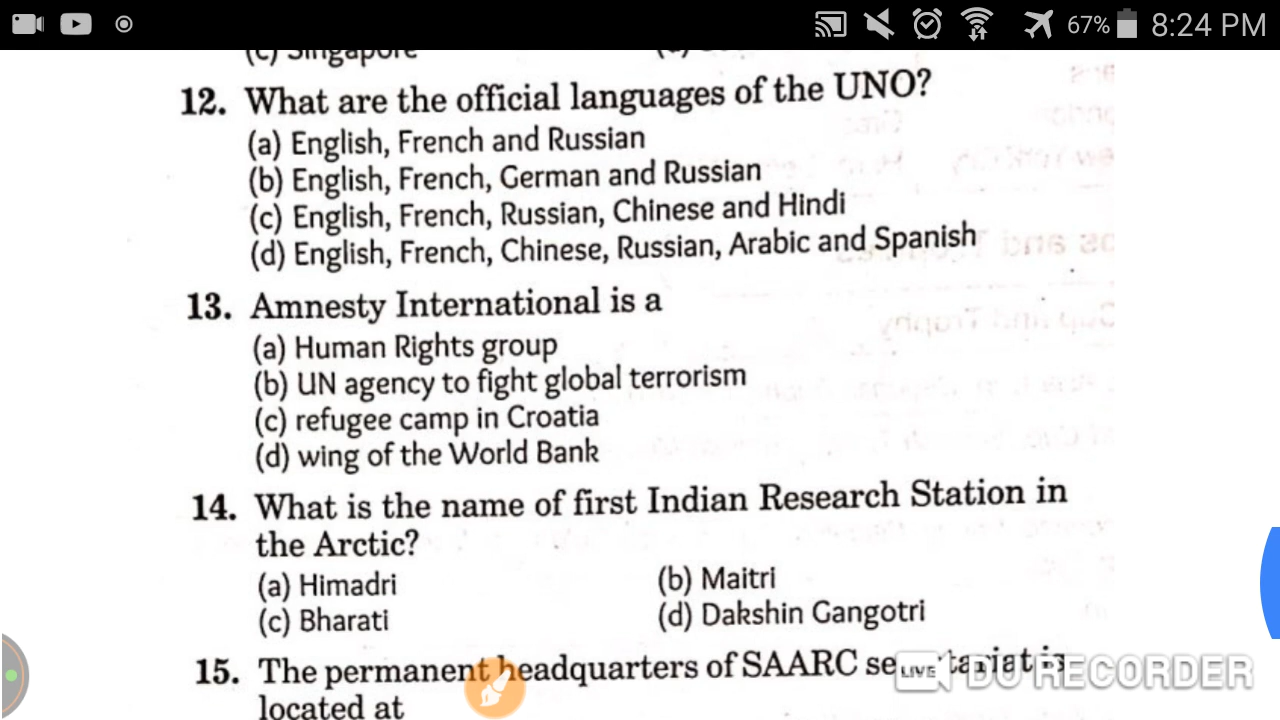 67% 8:24 PM
(c) Singapore
12. What are the official languages of the UNO?
(a) English, French and Russian
(b) English, French, German and Russian
(c) English, French, Russian, Chinese and Hindi
(d) English, French, Chinese, Russian, Arabic and Spanish
13. Amnesty International is a
(a) Human Rights group
(b) UN agency to fight global terrorism
(c) refugee camp in Croatia
(d) wing of the World Bank
14. What is the name of first Indian Research Station in
the Arctic?
(a) Himadri (b) Maitri
(c) Bharati (d) Dakshin Gangotri
15. The permanent headquarters of SAARC
located at
LIVE DU RECORDER